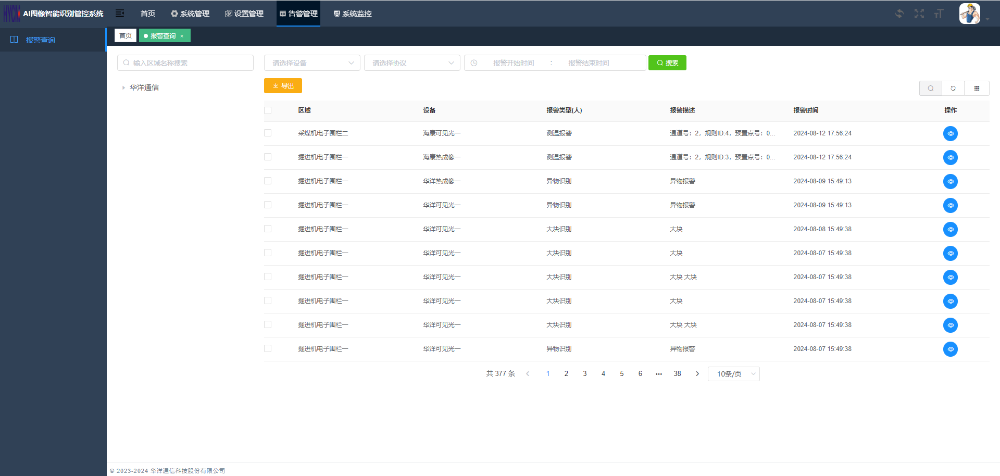 HYCM AI图像智能识别管控系统 首页 系统管理 设置管理 告警管理 系统监控
报警查询
首页 报警查询 ×
输入区域名称搜索 请选择设备 请选择协议 报警开始时间 : 报警结束时间 搜索
华洋通信
导出
区域 设备 报警类型(人) 报警描述 报警时间 操作
采煤机电子围栏二 海康可见光一 测温报警 通道号：2，规则ID:4，预置点号：0... 2024-08-12 17:56:24
掘进机电子围栏一 海康热成像一 测温报警 通道号：2，规则ID:3，预置点号：0... 2024-08-12 17:56:24
掘进机电子围栏一 华洋热成像一 异物识别 异物报警 2024-08-09 15:49:13
掘进机电子围栏一 华洋可见光一 异物识别 异物报警 2024-08-09 15:49:13
掘进机电子围栏一 华洋可见光一 大块识别 大块 2024-08-08 15:49:38
掘进机电子围栏一 华洋可见光一 大块识别 大块 2024-08-07 15:49:38
掘进机电子围栏一 华洋可见光一 大块识别 大块 大块 2024-08-07 15:49:38
掘进机电子围栏一 华洋可见光一 大块识别 大块 2024-08-07 15:49:38
掘进机电子围栏一 华洋可见光一 大块识别 大块 大块 2024-08-07 15:49:38
掘进机电子围栏一 华洋可见光一 异物识别 异物报警 2024-08-07 15:49:38
共 377 条 1 2 3 4 5 6 ••• 38 10条/页
© 2023-2024 华洋通信科技股份有限公司